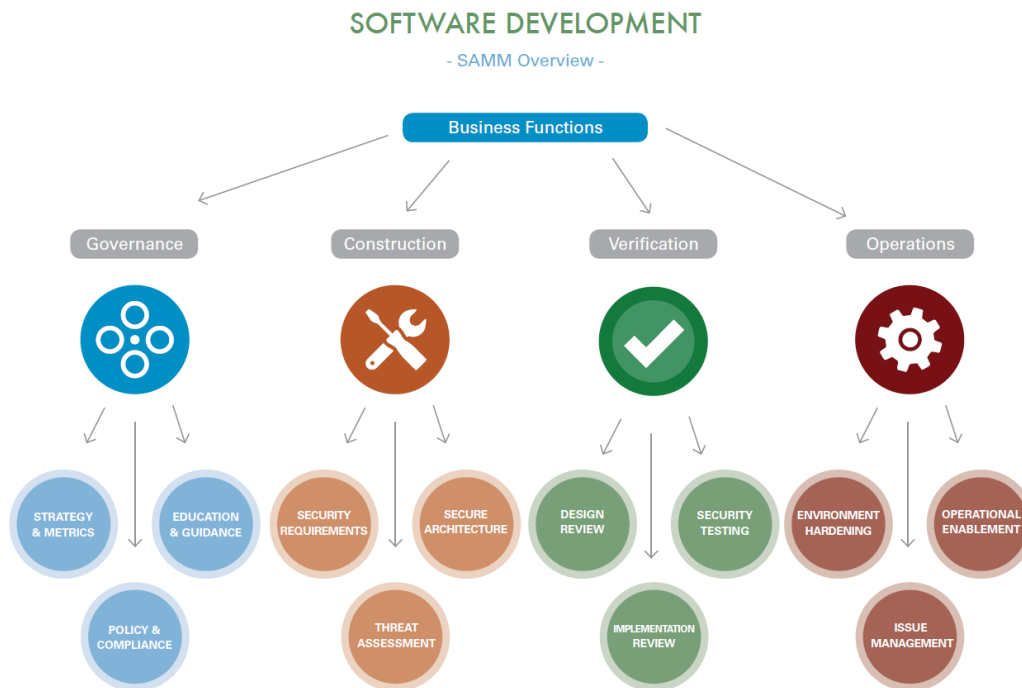 SOFTWARE DEVELOPMENT
- SAMM Overview -
Business Functions
Governance
Construction
Verification
Operations
STRATEGY
& METRICS
EDUCATION
& GUIDANCE
POLICY &
COMPLIANCE
SECURITY
REQUIREMENTS
SECURE
ARCHITECTURE
THREAT
ASSESSMENT
DESIGN
REVIEW
SECURITY
TESTING
IMPLEMENTATION
REVIEW
ENVIRONMENT
HARDENING
OPERATIONAL
ENABLEMENT
ISSUE
MANAGEMENT